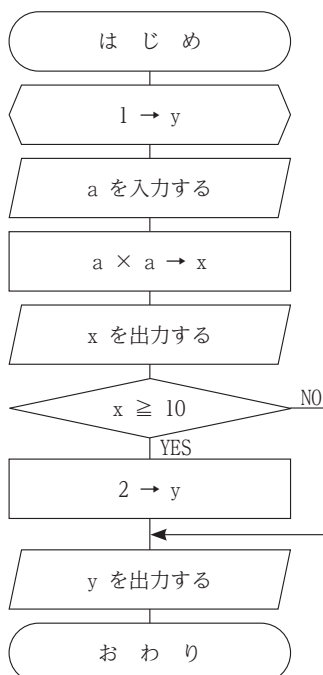 はじめ
1 → y
a を入力する
a × a → x
x を出力する
x ≧ 10
NO
YES
2 → y
y を出力する
おわり